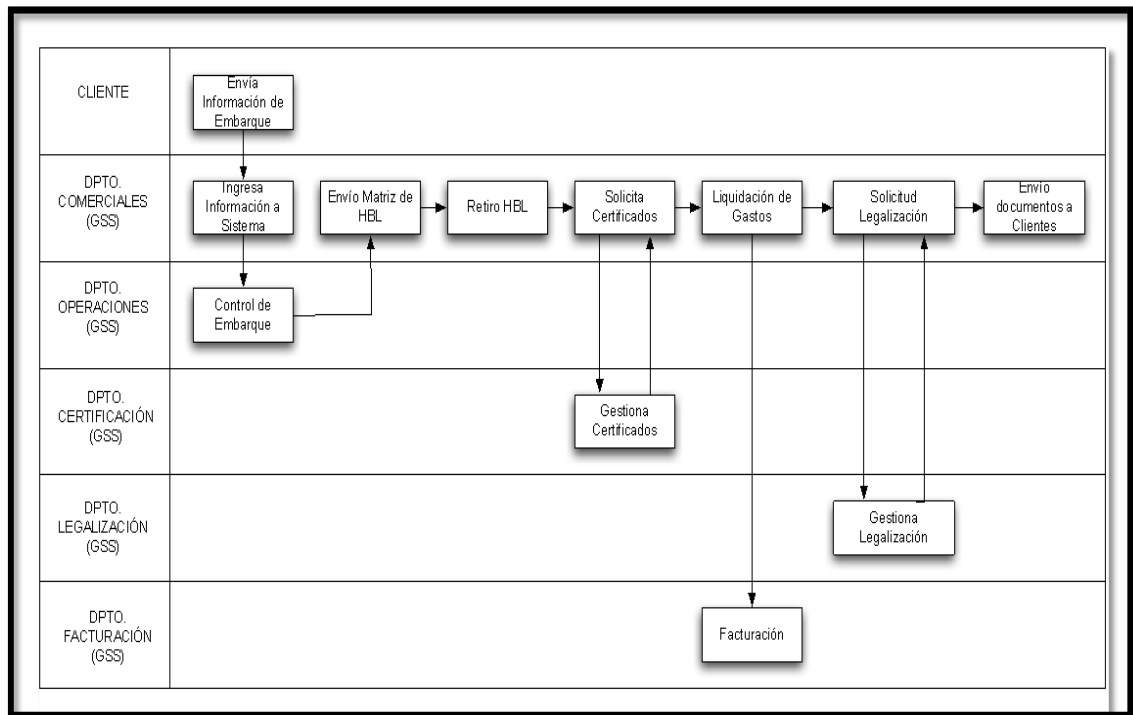 CLIENTE
Envía
Información de
Embarque
DPTO.
COMERCIALES
(GSS)
Ingresa
Información a
Sistema
Envío Matriz de
HBL
Retiro HBL
Solicita
Certificados
Liquidación de
Gastos
Solicitud
Legalización
Envío
documentos a
Clientes
DPTO.
OPERACIONES
(GSS)
Control de
Embarque
DPTO.
CERTIFICACIÓN
(GSS)
Gestiona
Certificados
DPTO.
LEGALIZACIÓN
(GSS)
Gestiona
Legalización
DPTO.
FACTURACIÓN
(GSS)
Facturación